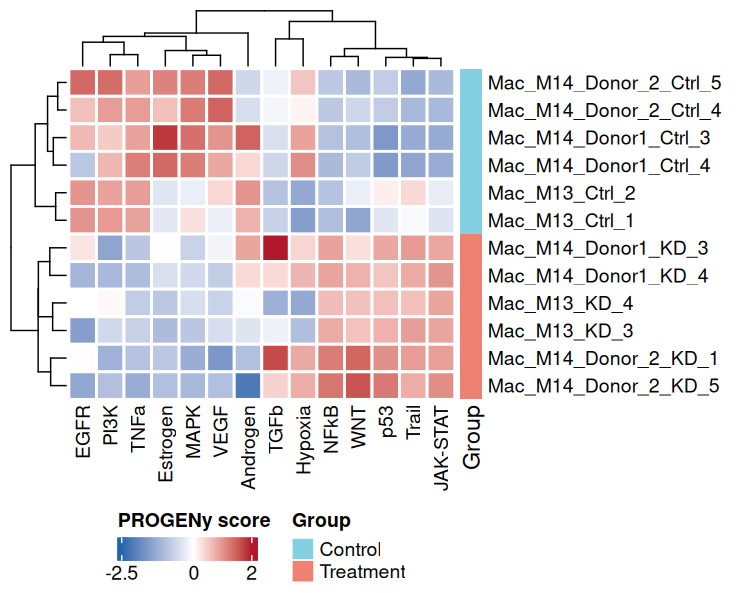 Mac_M14_Donor_2_Ctrl_5
Mac_M14_Donor_2_Ctrl_4
Mac_M14_Donor1_Ctrl_3
Mac_M14_Donor1_Ctrl_4
Mac_M13_Ctrl_2
Mac_M13_Ctrl_1
Mac_M14_Donor1_KD_3
Mac_M14_Donor1_KD_4
Mac_M13_KD_4
Mac_M13_KD_3
Mac_M14_Donor_2_KD_1
Mac_M14_Donor_2_KD_5
EGFR
PI3K
TNFa
Estrogen
MAPK
VEGF
Androgen
TGFb
Hypoxia
NFkB
WNT
p53
Trail
JAK-STAT
Group
PROGENy score
-2.5 0 2
Group
Control
Treatment